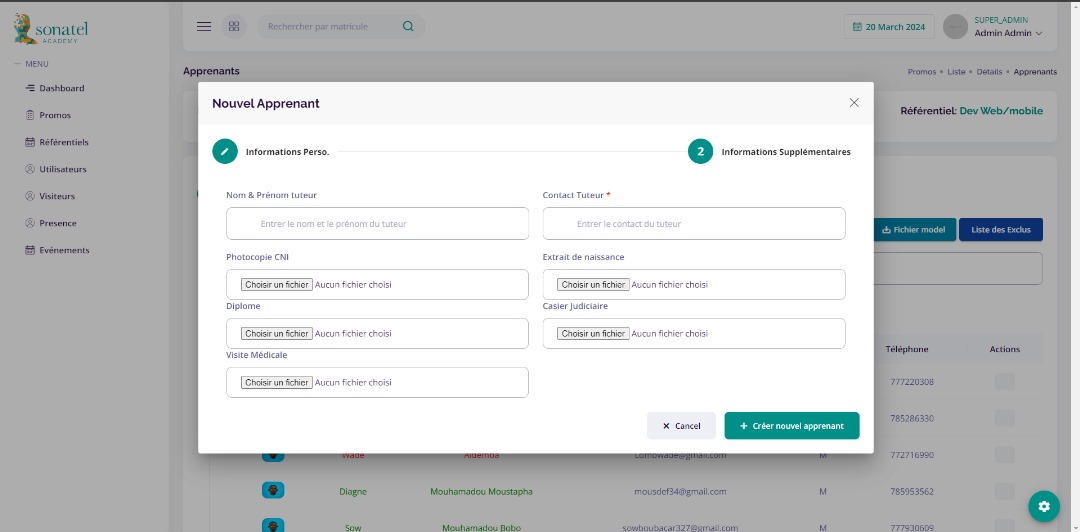 sonatel
ACADEMY
Rechercher par matricule
20 March 2024
SUPER_ADMIN
Admin Admin
MENU
Dashboard
Promos
Référentiels
Utilisateurs
Visiteurs
Presence
Evénements
Apprenants
Promos • Liste • Détails • Apprenants
Référentiel: Dev Web/mobile
Nouvel Apprenant
Informations Perso.
2 Informations Supplémentaires
Nom & Prénom tuteur
Contact Tuteur *
Entrer le nom et le prénom du tuteur
Entrer le contact du tuteur
Fichier model
Liste des Exclus
Photocopie CNI
Extrait de naissance
Choisir un fichier Aucun fichier choisi
Choisir un fichier Aucun fichier choisi
Diplome
Casier Judiciaire
Choisir un fichier Aucun fichier choisi
Choisir un fichier Aucun fichier choisi
Visite Médicale
Choisir un fichier Aucun fichier choisi
Cancel
Créer nouvel apprenant
Téléphone Actions
777220308
785286330
Wade M 772716990
Diagne Mouhamadou Moustapha mousdef34@gmail.com M 785953562
Sow Mouhamadou Bobo sowboubacar327@gmail.com M 777930609